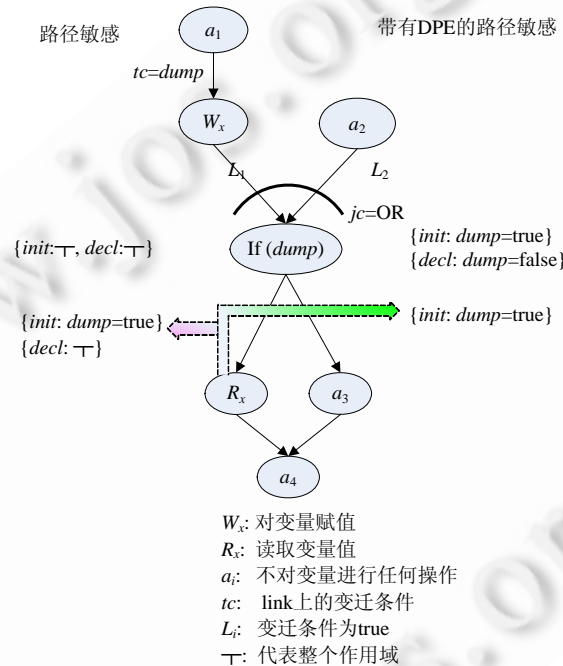 路径敏感
带有DPE的路径敏感
a1
tc=dump
Wx
a2
L1
L2
jc=OR
{init:┬, decl:┬}
If (dump)
{init: dump=true}
{decl: dump=false}
{init: dump=true}
{decl: ┬}
{init: dump=true}
Rx
a3
a4
Wx: 对变量赋值
Rx: 读取变量值
ai: 不对变量进行任何操作
tc: link上的变迁条件
Li: 变迁条件为true
┬: 代表整个作用域